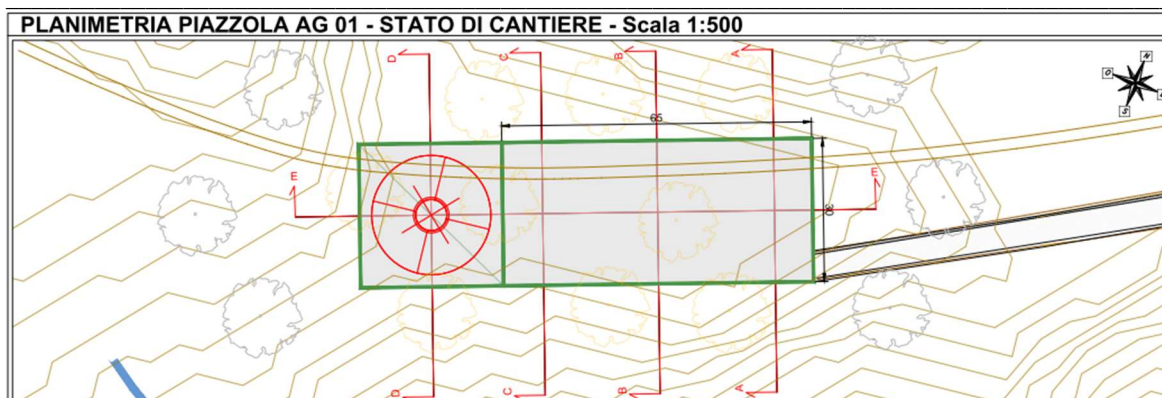 PLANIMETRIA PIAZZOLA AG 01 - STATO DI CANTIERE - Scala 1:500
D
C
B
A
N
O
S
65
E
E
30
D
C
B
A